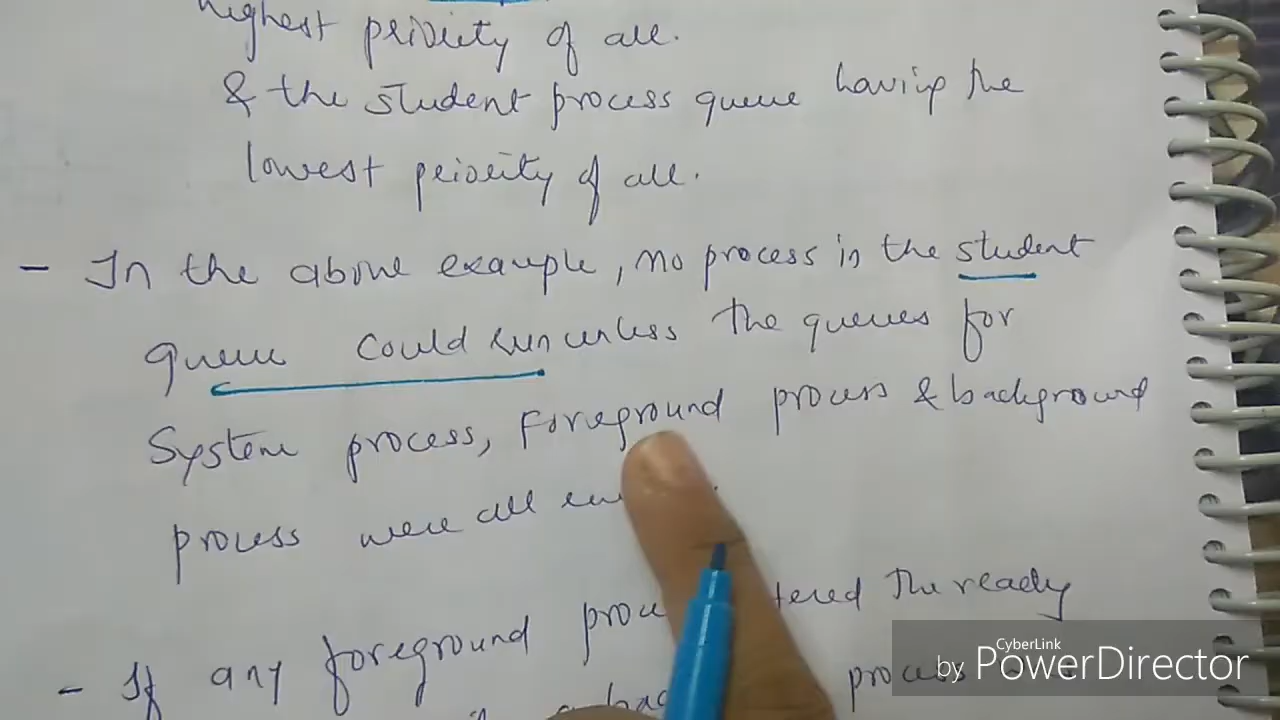 highest priority of all.
& the student process queue having the
lowest priority of all.
- In the above example, no process in the student
queue could run unless the queues for
System process, Foreground process & background
process were all
- If any foreground tered the ready
process
CyberLink
by PowerDirector